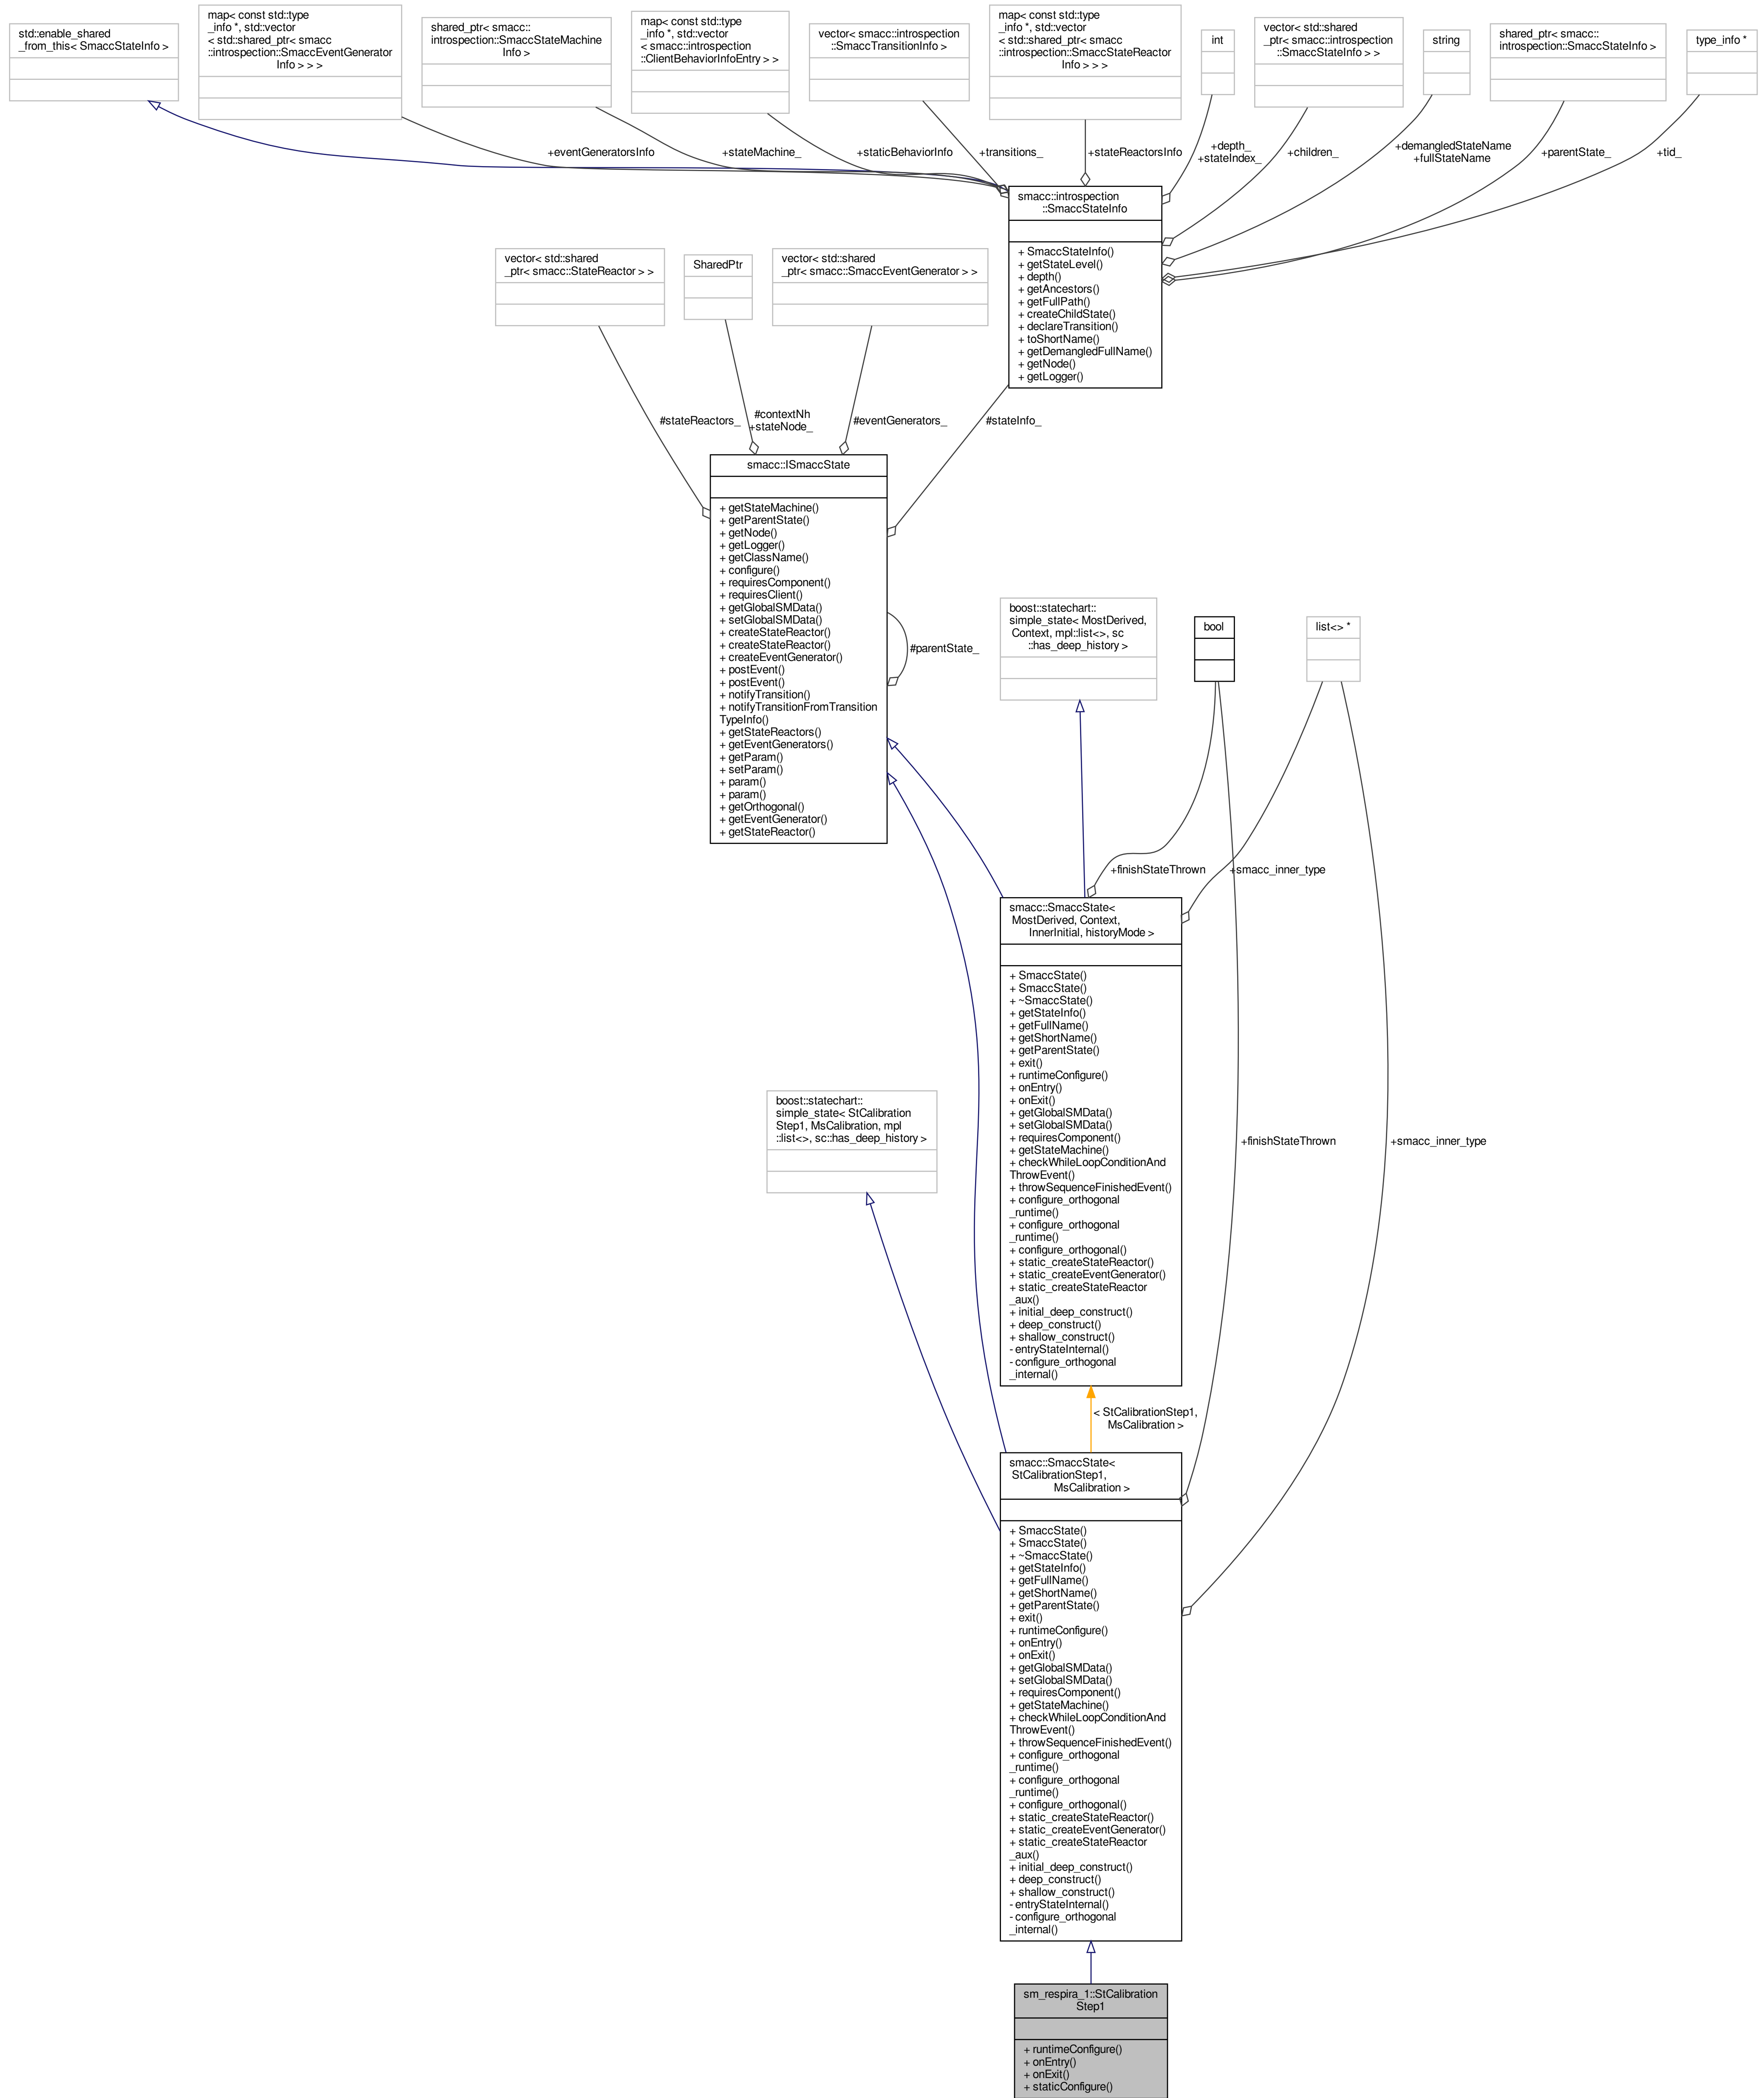 std::enable_shared
_from_this< SmaccStateInfo >
map< const std::type
_info *, std::vector
< std::shared_ptr< smacc
::introspection::SmaccEventGenerator
Info > > >
shared_ptr< smacc::
introspection::SmaccStateMachine
Info >
map< const std::type
_info *, std::vector
< smacc::introspection
::ClientBehaviorInfoEntry > >
vector< smacc::introspection
::SmaccTransitionInfo >
map< const std::type
_info *, std::vector
< std::shared_ptr< smacc
::introspection::SmaccStateReactor
Info > > >
int
vector< std::shared
_ptr< smacc::introspection
::SmaccStateInfo > >
string
shared_ptr< smacc::
introspection::SmaccStateInfo >
type_info *
+eventGeneratorsInfo
+stateMachine_
+staticBehaviorInfo
+transitions_
+stateReactorsInfo
+depth_
+stateIndex_
+children_
+demangledStateName
+fullStateName
+parentState_
+tid_
smacc::introspection
::SmaccStateInfo
+ SmaccStateInfo()
+ getStateLevel()
+ depth()
+ getAncestors()
+ getFullPath()
+ createChildState()
+ declareTransition()
+ toShortName()
+ getDemangledFullName()
+ getNode()
+ getLogger()
vector< std::shared
_ptr< smacc::StateReactor > >
SharedPtr
vector< std::shared
_ptr< smacc::SmaccEventGenerator > >
#stateReactors_
#contextNh
+stateNode_
#eventGenerators_
#stateInfo_
smacc::ISmaccState
+ getStateMachine()
+ getParentState()
+ getNode()
+ getLogger()
+ getClassName()
+ configure()
+ requiresComponent()
+ requiresClient()
+ getGlobalSMData()
+ setGlobalSMData()
+ createStateReactor()
+ createStateReactor()
+ createEventGenerator()
+ postEvent()
+ postEvent()
+ notifyTransition()
+ notifyTransitionFromTransition
TypeInfo()
+ getStateReactors()
+ getEventGenerators()
+ getParam()
+ setParam()
+ param()
+ param()
+ getOrthogonal()
+ getEventGenerator()
+ getStateReactor()
#parentState_
boost::statechart::
simple_state< MostDerived,
Context, mpl::list<>, sc
::has_deep_history >
bool
list<> *
+finishStateThrown
+smacc_inner_type
smacc::SmaccState<
MostDerived, Context,
InnerInitial, historyMode >
+ SmaccState()
+ SmaccState()
+ ~SmaccState()
+ getStateInfo()
+ getFullName()
+ getShortName()
+ getParentState()
+ exit()
+ runtimeConfigure()
+ onEntry()
+ onExit()
+ getGlobalSMData()
+ setGlobalSMData()
+ requiresComponent()
+ getStateMachine()
+ checkWhileLoopConditionAnd
ThrowEvent()
+ throwSequenceFinishedEvent()
+ configure_orthogonal
_runtime()
+ configure_orthogonal
_runtime()
+ configure_orthogonal()
+ static_createStateReactor()
+ static_createEventGenerator()
+ static_createStateReactor
_aux()
+ initial_deep_construct()
+ deep_construct()
+ shallow_construct()
- entryStateInternal()
- configure_orthogonal
_internal()
boost::statechart::
simple_state< StCalibration
Step1, MsCalibration, mpl
::list<>, sc::has_deep_history >
+finishStateThrown
+smacc_inner_type
< StCalibrationStep1,
MsCalibration >
smacc::SmaccState<
StCalibrationStep1,
MsCalibration >
+ SmaccState()
+ SmaccState()
+ ~SmaccState()
+ getStateInfo()
+ getFullName()
+ getShortName()
+ getParentState()
+ exit()
+ runtimeConfigure()
+ onEntry()
+ onExit()
+ getGlobalSMData()
+ setGlobalSMData()
+ requiresComponent()
+ getStateMachine()
+ checkWhileLoopConditionAnd
ThrowEvent()
+ throwSequenceFinishedEvent()
+ configure_orthogonal
_runtime()
+ configure_orthogonal
_runtime()
+ configure_orthogonal()
+ static_createStateReactor()
+ static_createEventGenerator()
+ static_createStateReactor
_aux()
+ initial_deep_construct()
+ deep_construct()
+ shallow_construct()
- entryStateInternal()
- configure_orthogonal
_internal()
sm_respira_1::StCalibration
Step1
+ runtimeConfigure()
+ onEntry()
+ onExit()
+ staticConfigure()